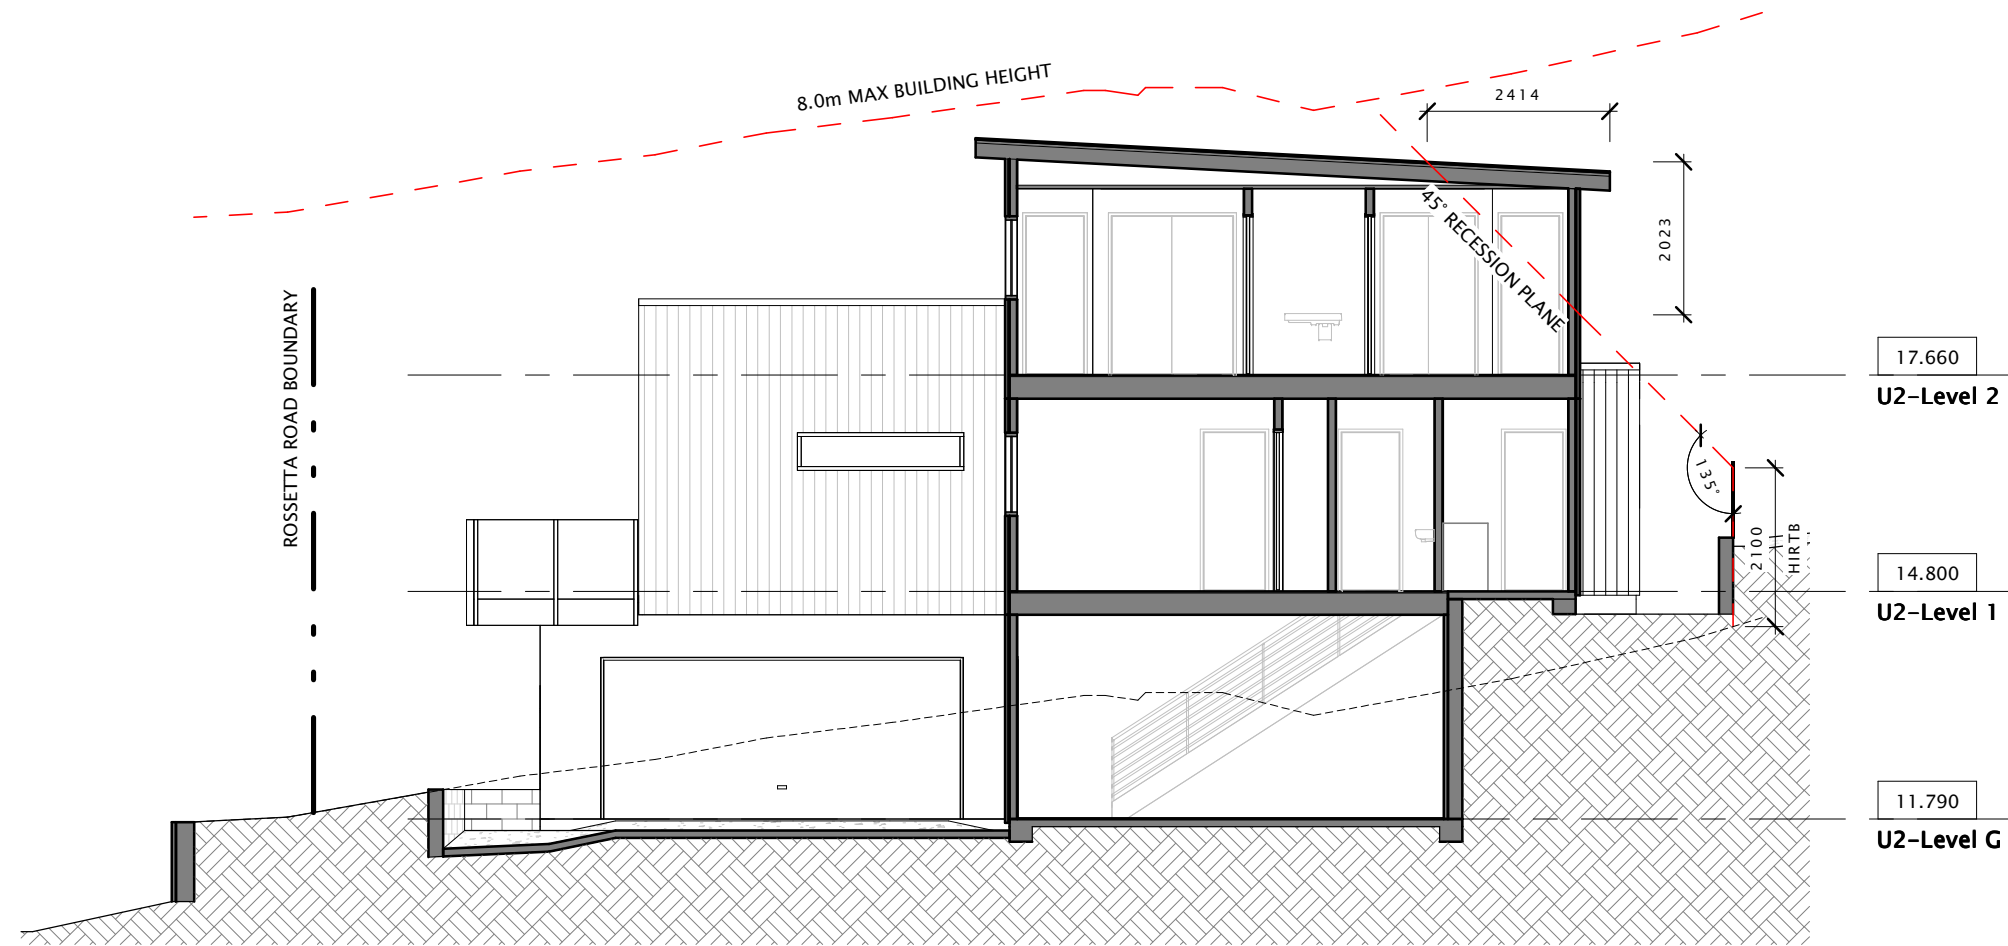 8.0m MAX BUILDING HEIGHT
2414
2023
45° RECESSION PLANE
ROSSETTA ROAD BOUNDARY
17.660
U2-Level 2
135°
2100
HIRTB
14.800
U2-Level 1
11.790
U2-Level G